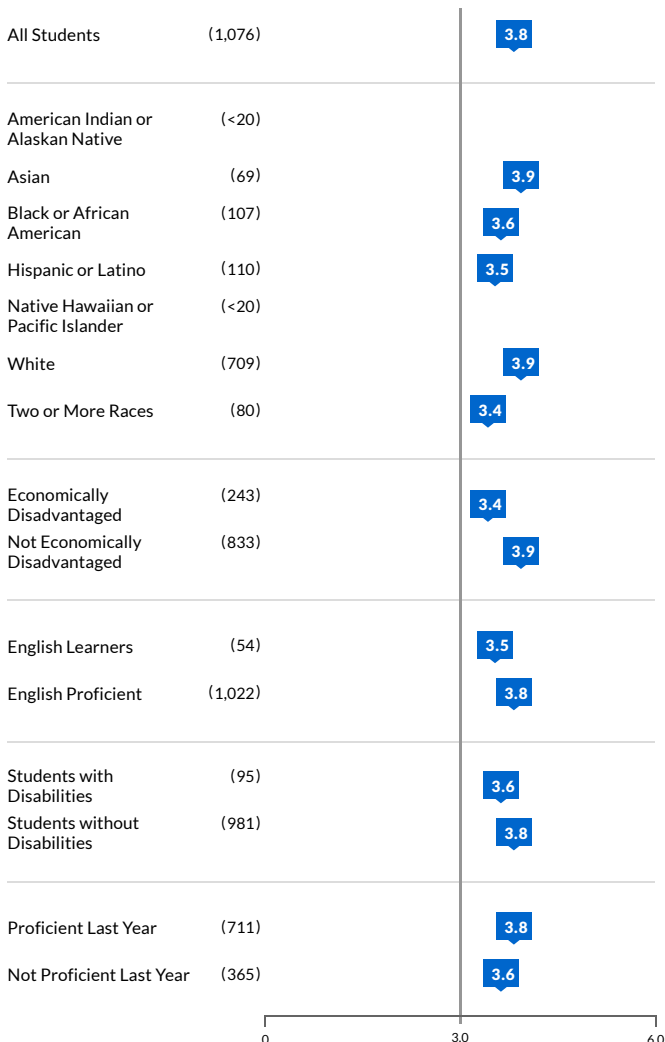 All Students (1,076) 3.8
American Indian or (<20)
Alaskan Native
Asian (69) 3.9
Black or African (107) 3.6
American
Hispanic or Latino (110) 3.5
Native Hawaiian or (<20)
Pacific Islander
White (709) 3.9
Two or More Races (80) 3.4
Economically (243) 3.4
Disadvantaged
Not Economically (833) 3.9
Disadvantaged
English Learners (54) 3.5
English Proficient (1,022) 3.8
Students with (95) 3.6
Disabilities
Students without (981) 3.8
Disabilities
Proficient Last Year (711) 3.8
Not Proficient Last Year (365) 3.6
0 3.0 6.0